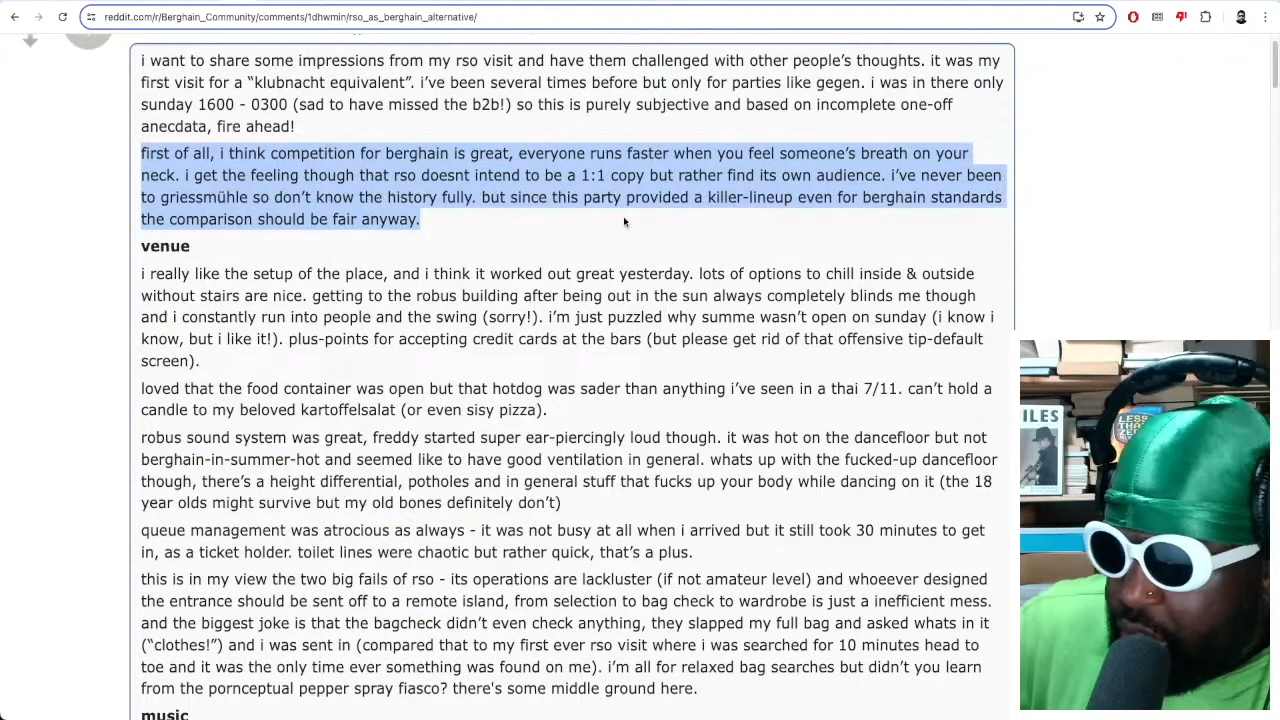 reddit.com/r/Berghain_Community/comments/1dhwmin/rso_as_berghain_alternative/
i want to share some impressions from my rso visit and have them challenged with other people's thoughts. it was my
first visit for a “klubnacht equivalent”. i’ve been several times before but only for parties like gegen. i was in there only
sunday 1600 - 0300 (sad to have missed the b2b!) so this is purely subjective and based on incomplete one-off
anecdata, fire ahead!
first of all, i think competition for berghain is great, everyone runs faster when you feel someone’s breath on your
neck. i get the feeling though that rso doesnt intend to be a 1:1 copy but rather find its own audience. i’ve never been
to griessmühle so don’t know the history fully. but since this party provided a killer-lineup even for berghain standards
the comparison should be fair anyway.
venue
i really like the setup of the place, and i think it worked out great yesterday. lots of options to chill inside & outside
without stairs are nice. getting to the robus building after being out in the sun always completely blinds me though
and i constantly run into people and the swing (sorry!). i’m just puzzled why summe wasn’t open on sunday (i know i
know, but i like it!). plus-points for accepting credit cards at the bars (but please get rid of that offensive tip-default
screen).
loved that the food container was open but that hotdog was sader than anything i’ve seen in a thai 7/11. can’t hold a
candle to my beloved kartoffelsalat (or even sisy pizza).
robus sound system was great, freddy started super ear-piercingly loud though. it was hot on the dancefloor but not
berghain-in-summer-hot and seemed like to have good ventilation in general. whats up with the fucked-up dancefloor
though, there’s a height differential, potholes and in general stuff that fucks up your body while dancing on it (the 18
year olds might survive but my old bones definitely don’t)
queue management was atrocious as always - it was not busy at all when i arrived but it still took 30 minutes to get
in, as a ticket holder. toilet lines were chaotic but rather quick, that’s a plus.
this is in my view the two big fails of rso - its operations are lackluster (if not amateur level) and whoeever designed
the entrance should be sent off to a remote island, from selection to bag check to wardrobe is just a inefficient mess.
and the biggest joke is that the bagcheck didn’t even check anything, they slapped my full bag and asked whats in it
(“clothes!”) and i was sent in (compared that to my first ever rso visit where i was searched for 10 minutes head to
toe and it was the only time ever something was found on me). i’m all for relaxed bag searches but didn’t you learn
from the pornceptual pepper spray fiasco? there's some middle ground here.
music
ILES
LESS
THAN
ZERO